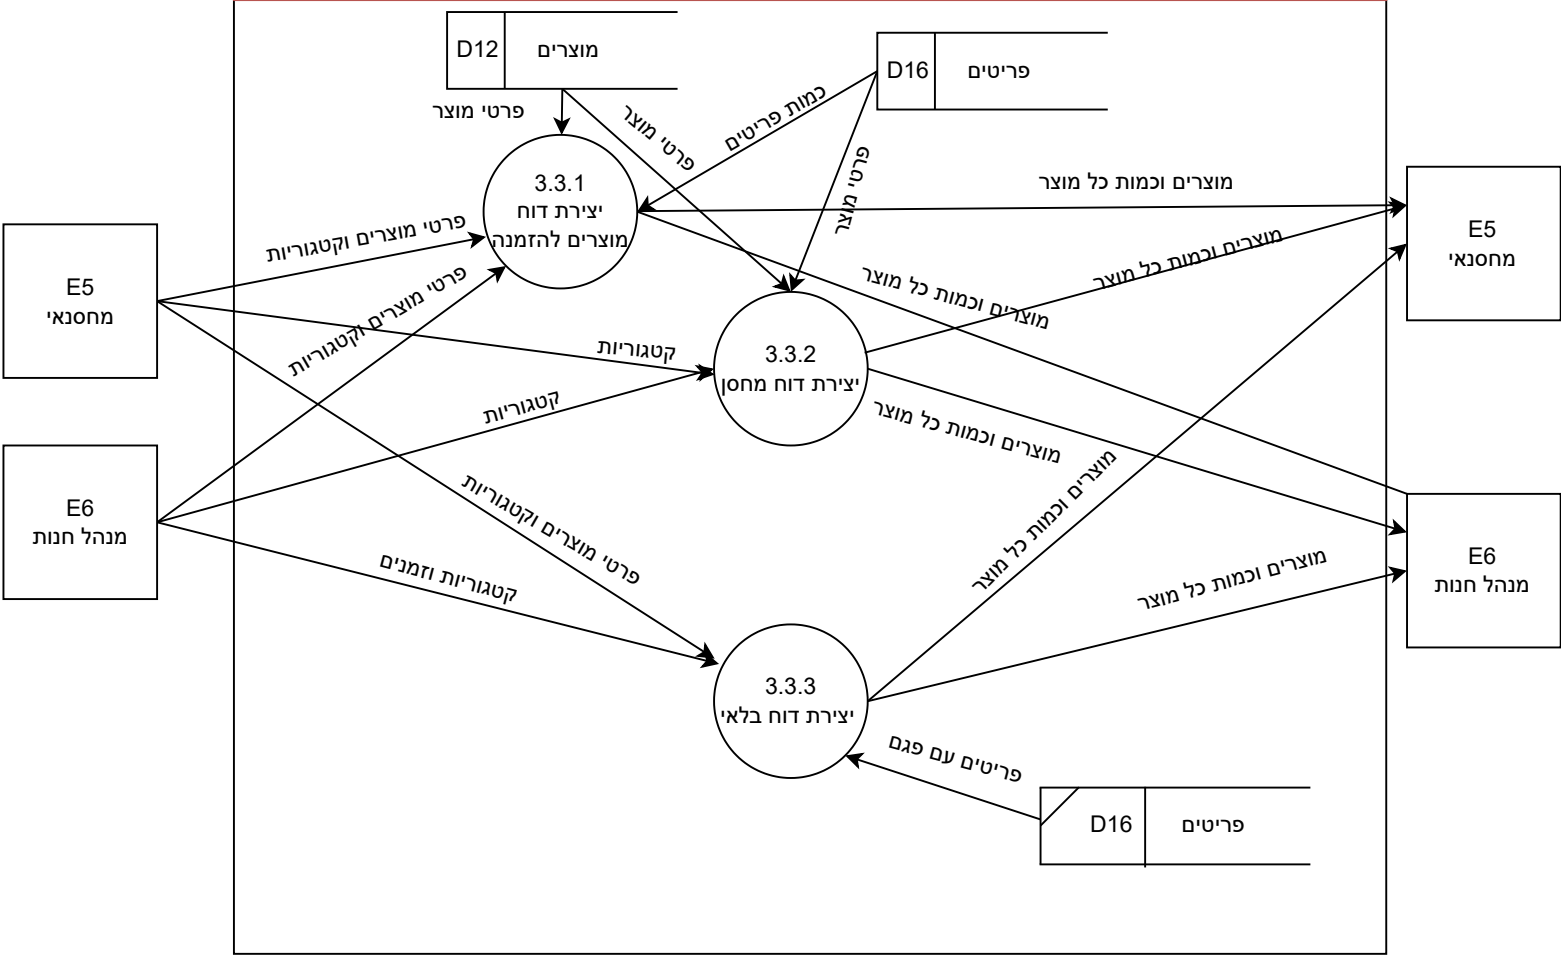 D12
מוצרים
D16
פריטים
פרטי מוצר
פרטי מוצר
כמות פריטים
פרטי מוצר
3.3.1
יצירת דוח
מוצרים להזמנה
מוצרים וכמות כל מוצר
E5
מחסנאי
פרטי מוצרים וקטגוריות
פרטי מוצרים וקטגוריות
E5
מחסנאי
מוצרים וכמות כל מוצר
מוצרים וכמות כל מוצר
קטגוריות
3.3.2
יצירת דוח מחסן
קטגוריות
מוצרים וכמות כל מוצר
E6
מנהל חנות
פרטי מוצרים וקטגוריות
מוצרים וכמות כל מוצר
E6
מנהל חנות
קטגוריות וזמנים
מוצרים וכמות כל מוצר
3.3.3
יצירת דוח בלאי
פריטים עם פגם
D16
פריטים